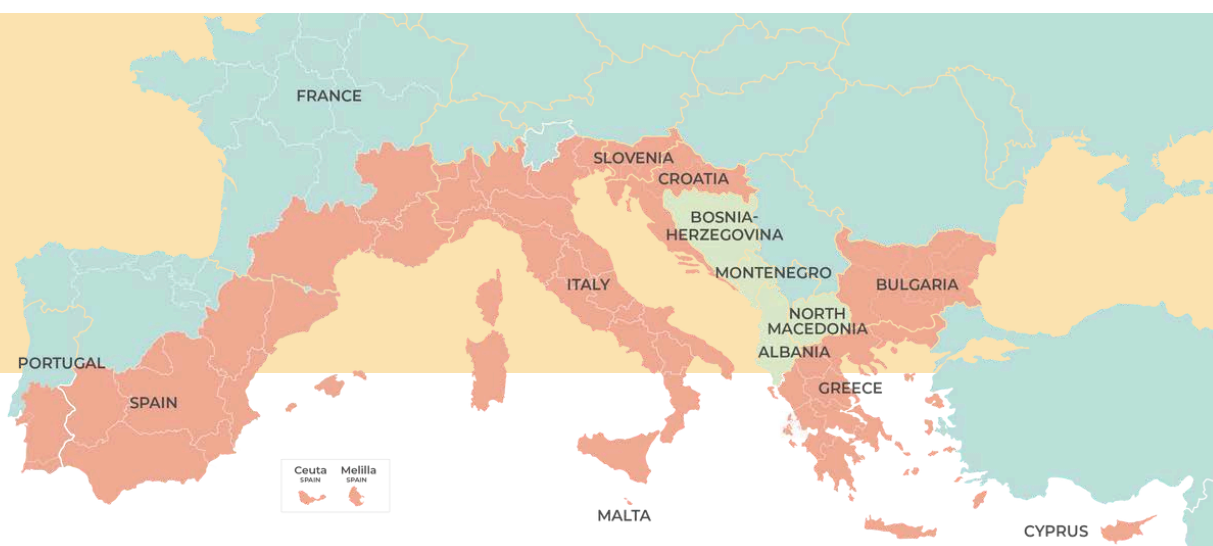 FRANCE
SLOVENIA
CROATIA
BOSNIA-
HERZEGOVINA
MONTENEGRO
ITALY
BULGARIA
NORTH
MACEDONIA
ALBANIA
PORTUGAL
GREECE
SPAIN
Ceuta
SPAIN
Melilla
SPAIN
MALTA
CYPRUS